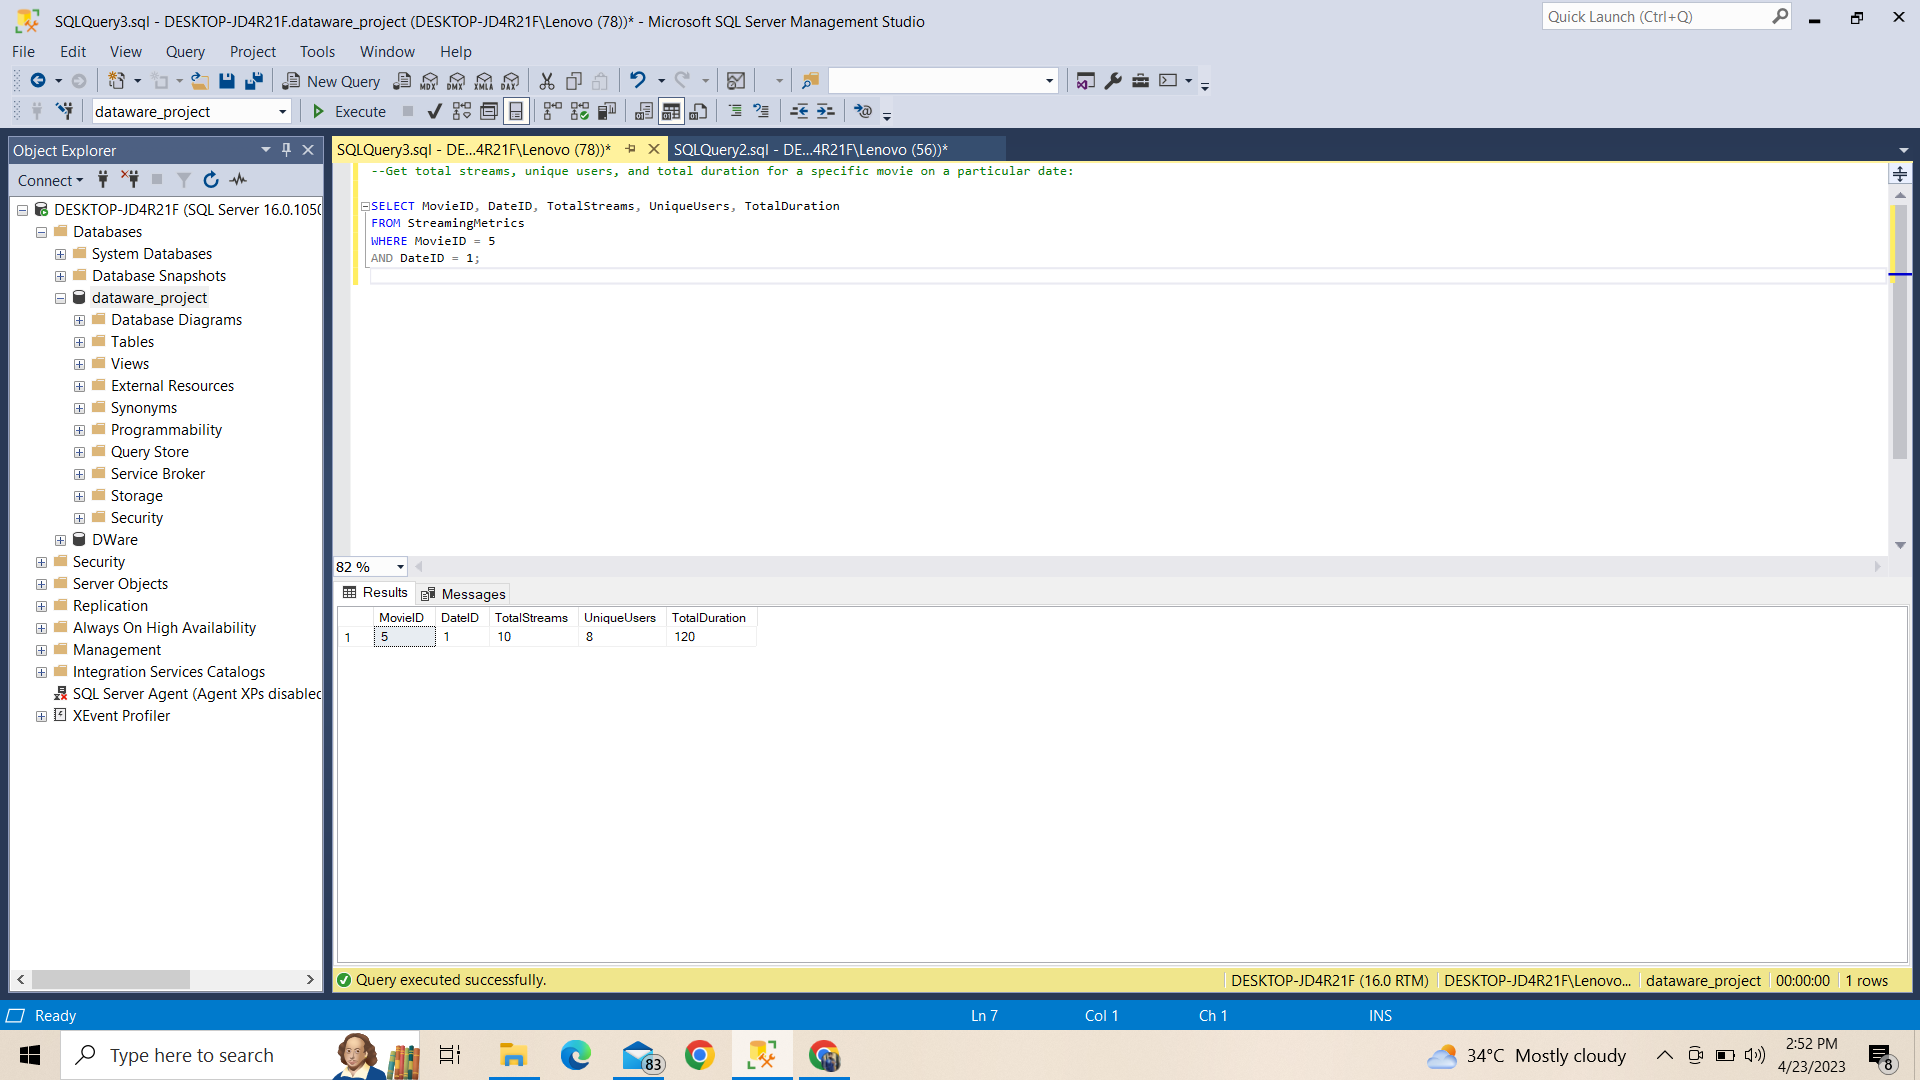 SQLQuery3.sql - DESKTOP-JD4R21F.dataware_project (DESKTOP-JD4R21F\Lenovo (78))* - Microsoft SQL Server Management Studio
Quick Launch (Ctrl+Q)
File Edit View Query Project Tools Window Help
New Query MDX DMX XMLA DAX
dataware_project Execute
Object Explorer
Connect
DESKTOP-JD4R21F (SQL Server 16.0.1050
Databases
System Databases
Database Snapshots
dataware_project
Database Diagrams
Tables
Views
External Resources
Synonyms
Programmability
Query Store
Service Broker
Storage
Security
DWare
Security
Server Objects
Replication
Always On High Availability
Management
Integration Services Catalogs
SQL Server Agent (Agent XPs disabled
XEvent Profiler
SQLQuery3.sql - DE...4R21F\Lenovo (78))* SQLQuery2.sql - DE...4R21F\Lenovo (56))*
--Get total streams, unique users, and total duration for a specific movie on a particular date:
SELECT MovieID, DateID, TotalStreams, UniqueUsers, TotalDuration
FROM StreamingMetrics
WHERE MovieID = 5
AND DateID = 1;
82 %
Results Messages
MovieID DateID TotalStreams UniqueUsers TotalDuration
1 5 1 10 8 120
Query executed successfully. DESKTOP-JD4R21F (16.0 RTM) DESKTOP-JD4R21F\Lenovo... dataware_project 00:00:00 1 rows
Ready Ln 7 Col 1 Ch 1 INS
Type here to search 83 34°C Mostly cloudy 2:52 PM
4/23/2023 8